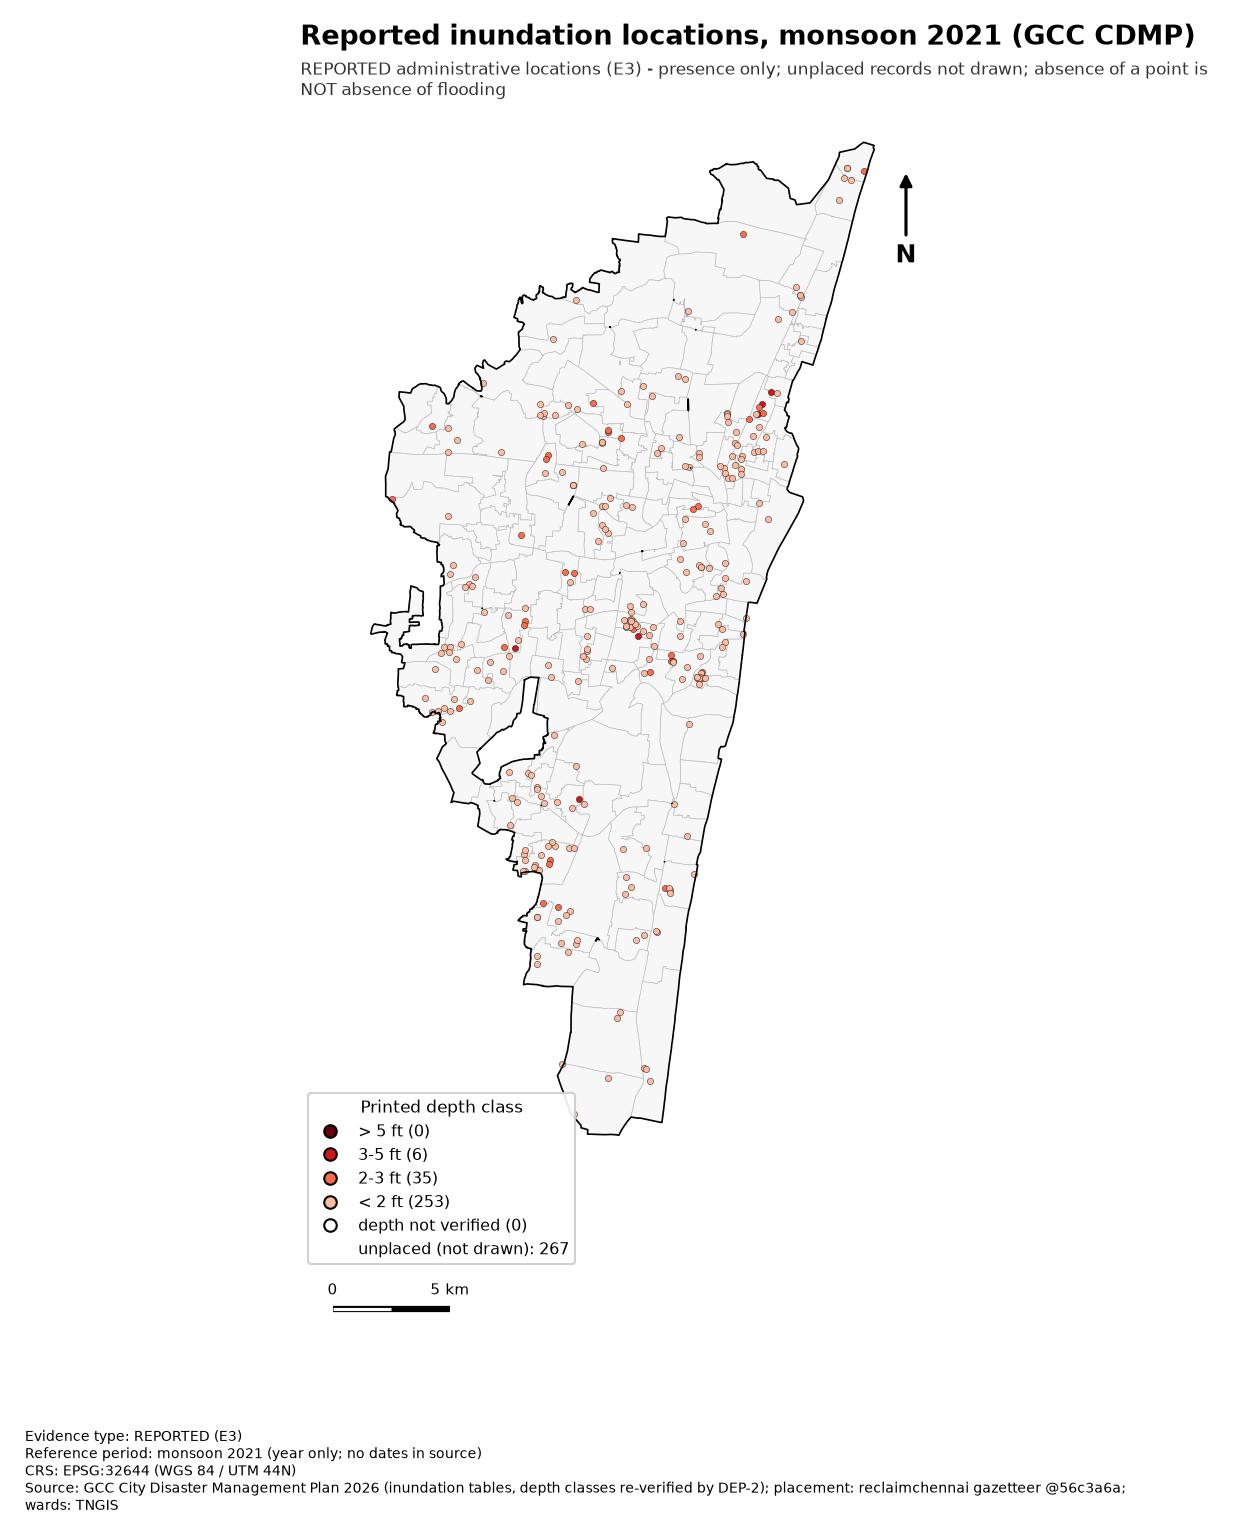 Reported inundation locations, monsoon 2021 (GCC CDMP)
REPORTED administrative locations (E3) - presence only; unplaced records not drawn; absence of a point is
NOT absence of flooding
N
Printed depth class
> 5 ft (0)
3-5 ft (6)
2-3 ft (35)
< 2 ft (253)
depth not verified (0)
unplaced (not drawn): 267
0 5 km
Evidence type: REPORTED (E3)
Reference period: monsoon 2021 (year only; no dates in source)
CRS: EPSG:32644 (WGS 84 / UTM 44N)
Source: GCC City Disaster Management Plan 2026 (inundation tables, depth classes re-verified by DEP-2); placement: reclaimchennai gazetteer @56c3a6a;
wards: TNGIS